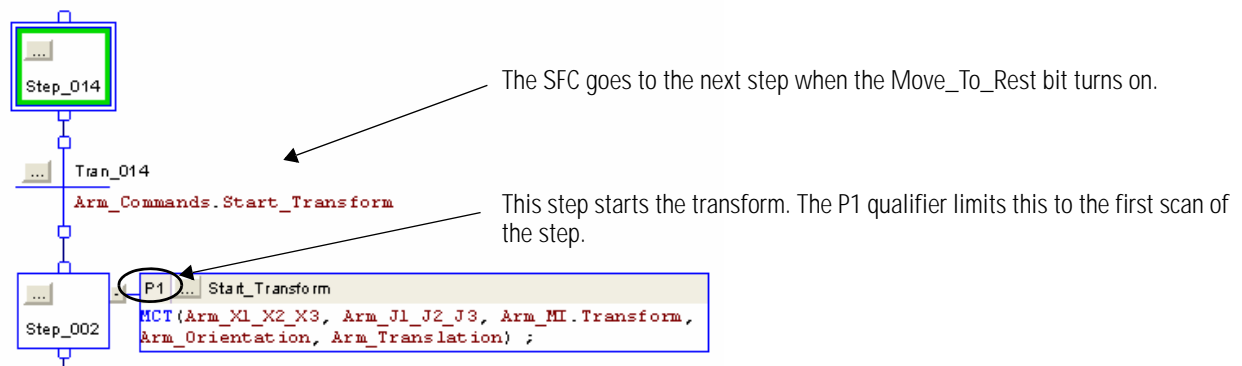 ...
Step_014
The SFC goes to the next step when the Move_To_Rest bit turns on.
... Tran_014
Arm_Commands.Start_Transform
This step starts the transform. The P1 qualifier limits this to the first scan of
the step.
... P1 ... Start_Transform
Step_002
MCT(Arm_X1_X2_X3, Arm_J1_J2_J3, Arm_MI.Transform,
Arm_Orientation, Arm_Translation) ;